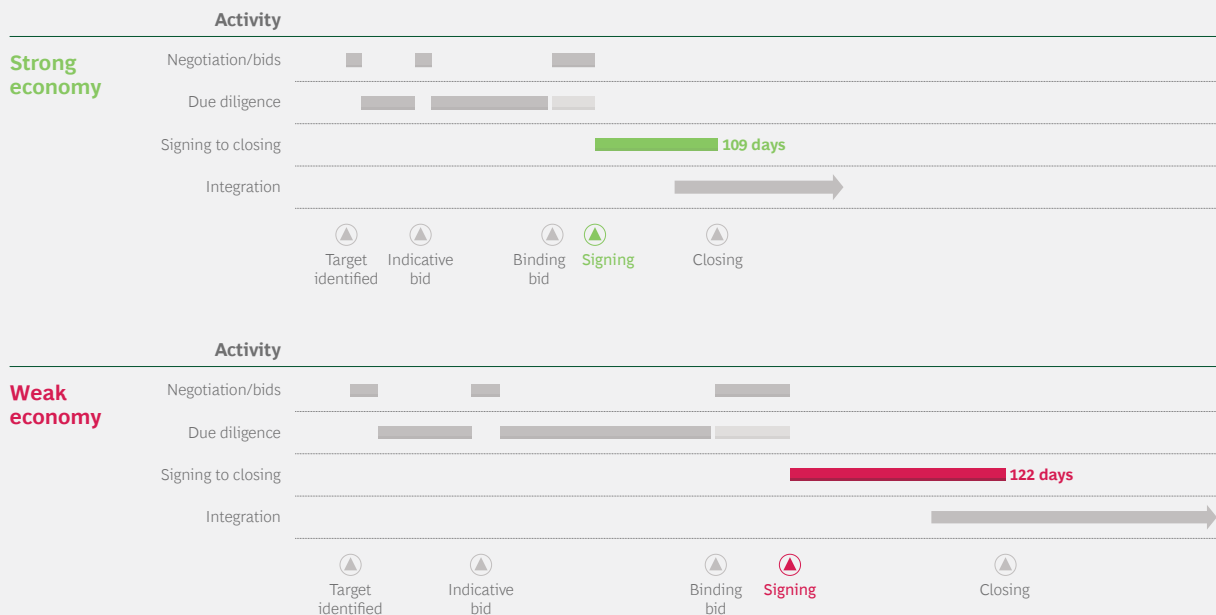 Activity
Strong
economy
Negotiation/bids
Due diligence
Signing to closing
109 days
Integration
Target
identified
Indicative
bid
Binding
bid
Signing
Closing
Activity
Weak
economy
Negotiation/bids
Due diligence
Signing to closing
122 days
Integration
Target
identified
Indicative
bid
Binding
bid
Signing
Closing